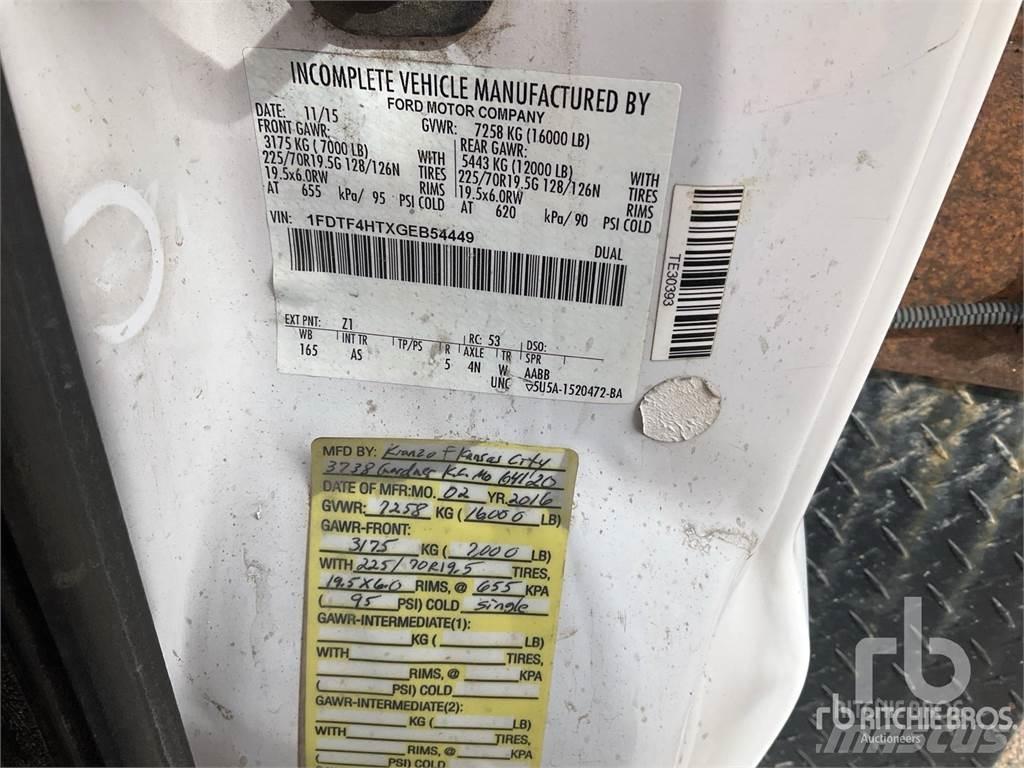 INCOMPLETE VEHICLE MANUFACTURED BY
FORD MOTOR COMPANY
DATE: 11/15 GVWR: 7258 KG (16000 LB)
FRONT GAWR: REAR GAWR:
3175 KG ( 7000 LB) WITH 5443 KG (12000 LB) WITH
225/70R19.5G 128/126N TIRES 225/70R19.5G 128/126N TIRES
19.5x6.0RW RIMS 19.5x6.0RW RIMS
AT 655 kPa/ 95 PSI COLD AT 620 kPa/ 90 PSI COLD
VIN: 1FDTF4HTXGEB54449 DUAL
EXT PNT: Z1 RC: 53 DSO:
WB INT TR TP/PS R AXLE TR SPR
165 AS 5 4N W AABB
UNC ▽5U5A-1520472-BA
TE30393
MFD BY: Kranzo F Kansas City
3738 Gardner K.C. Mo 64120
DATE OF MFR:MO. 02 YR.2016
GVWR: 7258 KG (16000 LB)
GAWR-FRONT:
3175 KG ( 7000 LB)
WITH 225/70R19.5 TIRES,
19.5X6.0 RIMS, @ 655 KPA
( 95 PSI) COLD single
GAWR-INTERMEDIATE(1):
KG ( LB)
WITH TIRES,
RIMS, @ KPA
( PSI) COLD
GAWR-INTERMEDIATE(2):
KG ( LB)
WITH TIRES,
RIMS, @ KPA
( PSI) COLD
rb
rb RITCHIE BROS.
Auctioneers